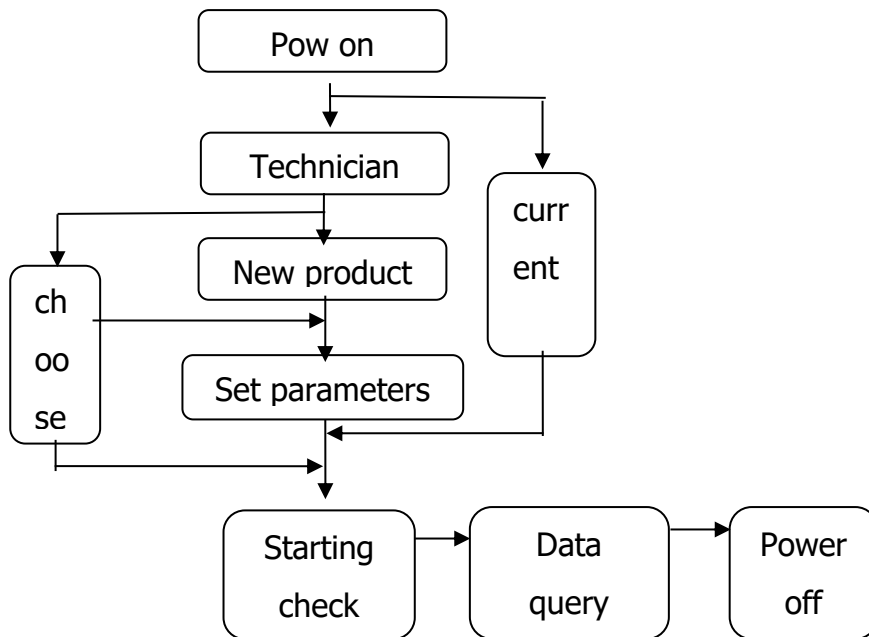 Pow on
Technician
curr
ent
New product
ch
oo
se
Set parameters
Starting
check
Data
query
Power
off